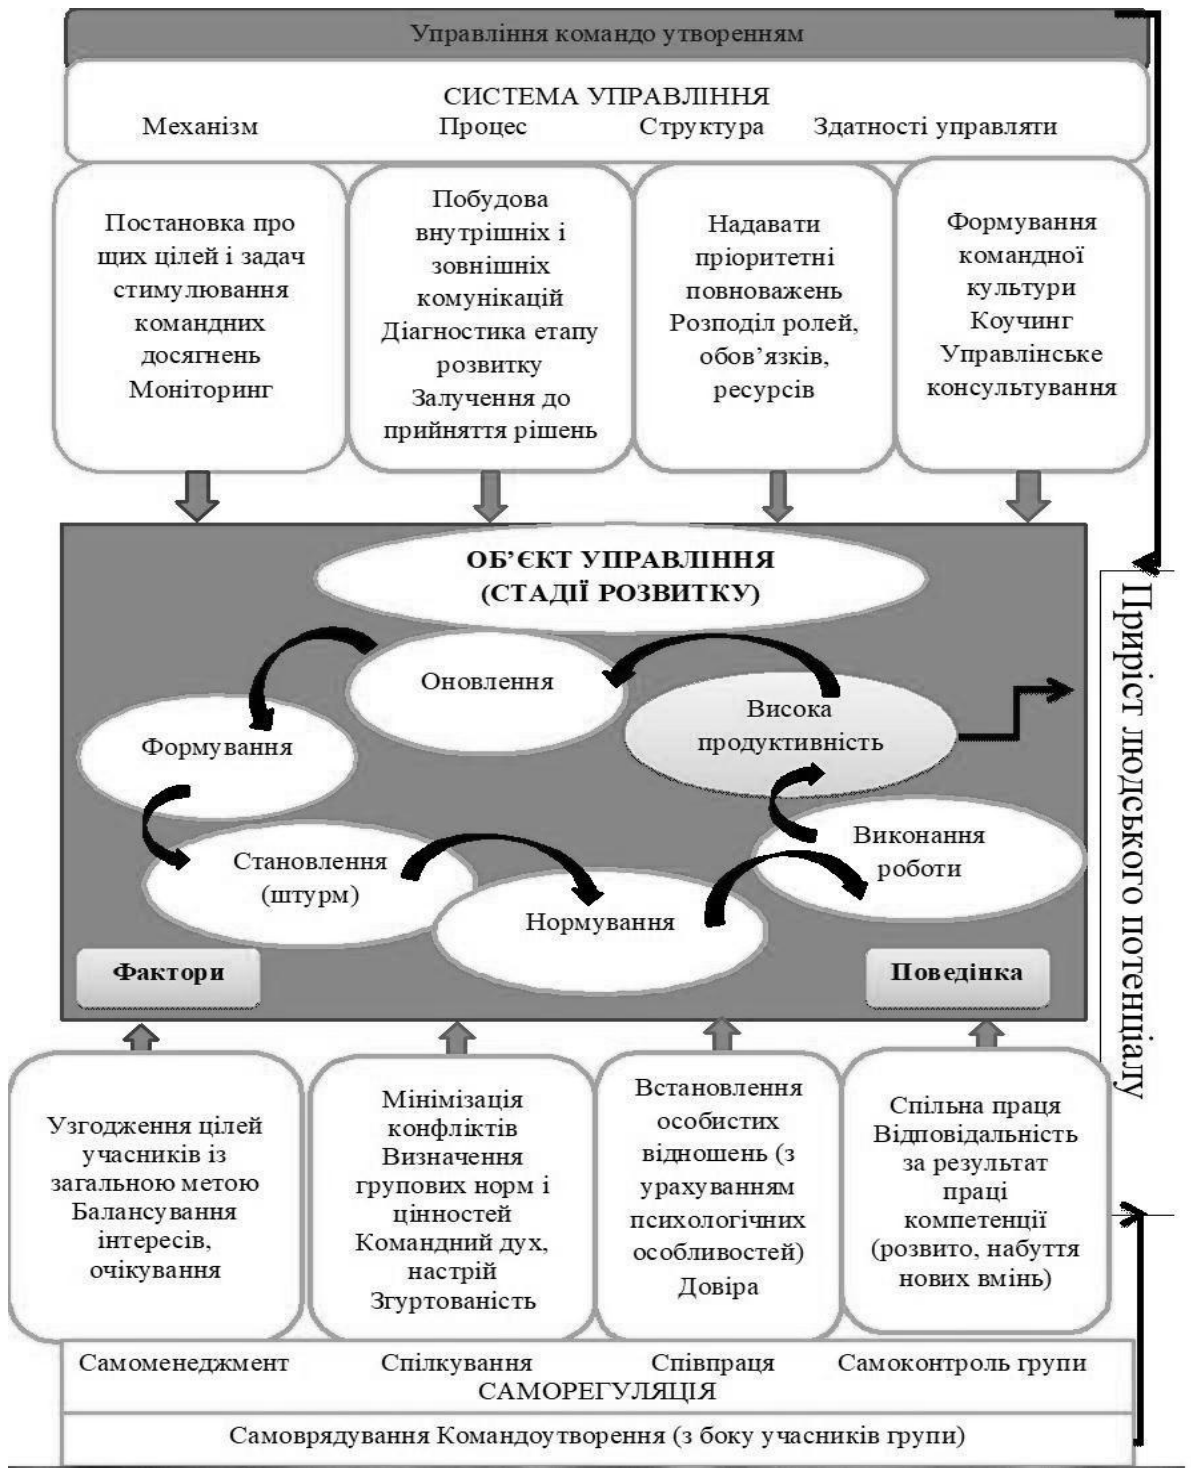 Управління командо утворенням
СИСТЕМА УПРАВЛІННЯ
Механізм Процес Структура Здатності управляти
Постановка про
щих цілей і задач
стимулювання
командних
досягнень
Моніторинг
Побудова
внутрішніх і
зовнішніх
комунікацій
Діагностика етапу
розвитку
Залучення до
прийняття рішень
Надавати
пріоритетні
повноважень
Розподіл ролей,
обов’язків,
ресурсів
Формування
командної
культури
Коучинг
Управлінське
консультування
ОБ’ЄКТ УПРАВЛІННЯ
(СТАДІЇ РОЗВИТКУ)
Оновлення
Висока
продуктивність
Формування
Виконання
роботи
Становлення
(штурм)
Нормування
Фактори
Поведінка
Приріст людського потенціалу
Узгодження цілей
учасників із
загальною метою
Балансування
інтересів,
очікування
Мінімізація
конфліктів
Визначення
групових норм і
цінностей
Командний дух,
настрій
Згуртованість
Встановлення
особистих
відношень (з
урахуванням
психологічних
особливостей)
Довіра
Спільна праця
Відповідальність
за результат
праці
компетенції
(розвито, набуття
нових вмінь)
Самоменеджмент Спілкування Співпраця Самоконтроль групи
САМОРЕГУЛЯЦІЯ
Самоврядування Командоутворення (з боку учасників групи)